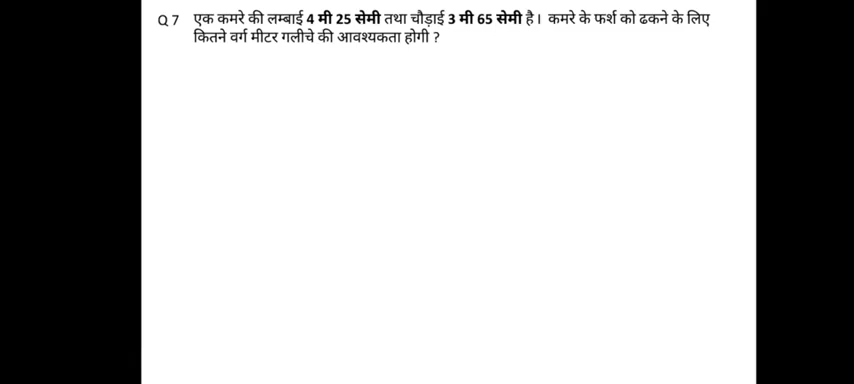 Q 7 एक कमरे की लम्बाई 4 मी 25 सेमी तथा चौड़ाई 3 मी 65 सेमी है। कमरे के फर्श को ढकने के लिए
कितने वर्ग मीटर गलीचे की आवश्यकता होगी ?